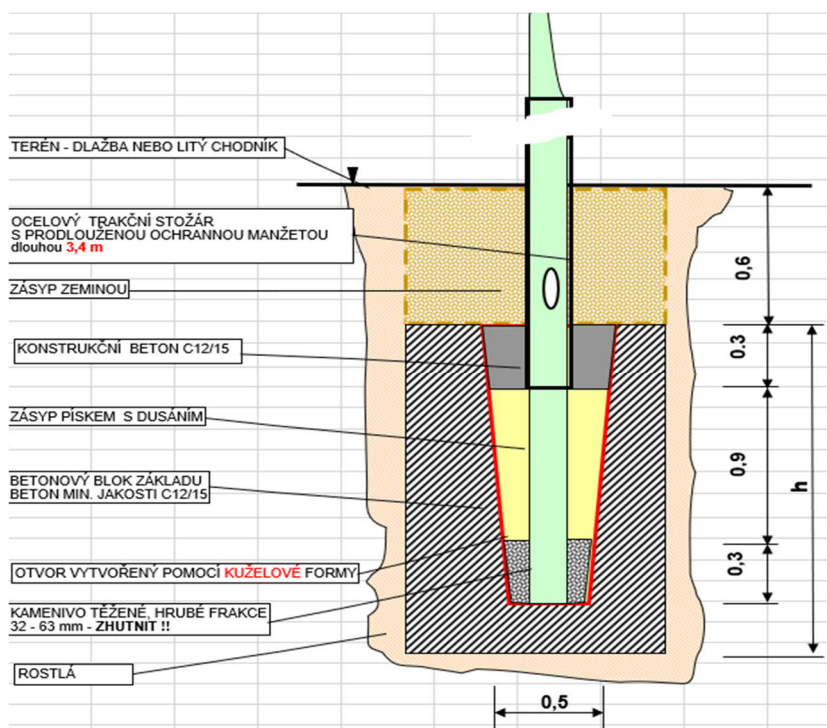 TERÉN - DLAŽBA NEBO LITÝ CHODNÍK
OCELOVÝ TRAKČNÍ STOŽÁR
S PRODLOUŽENOU OCHRANNOU MANŽETOU
dlouhou 3,4 m
ZÁSYP ZEMINOU
KONSTRUKČNÍ BETON C12/15
ZÁSYP PÍSKEM S DUSÁNÍM
BETONOVÝ BLOK ZÁKLADU
BETON MIN. JAKOSTI C12/15
OTVOR VYTVOŘENÝ POMOCÍ KUŽELOVÉ FORMY
KAMENIVO TĚŽENÉ, HRUBÉ FRAKCE
32 - 63 mm - ZHUTNIT !!
ROSTLÁ
0,6
0.3
0,9
h
0,3
0,5